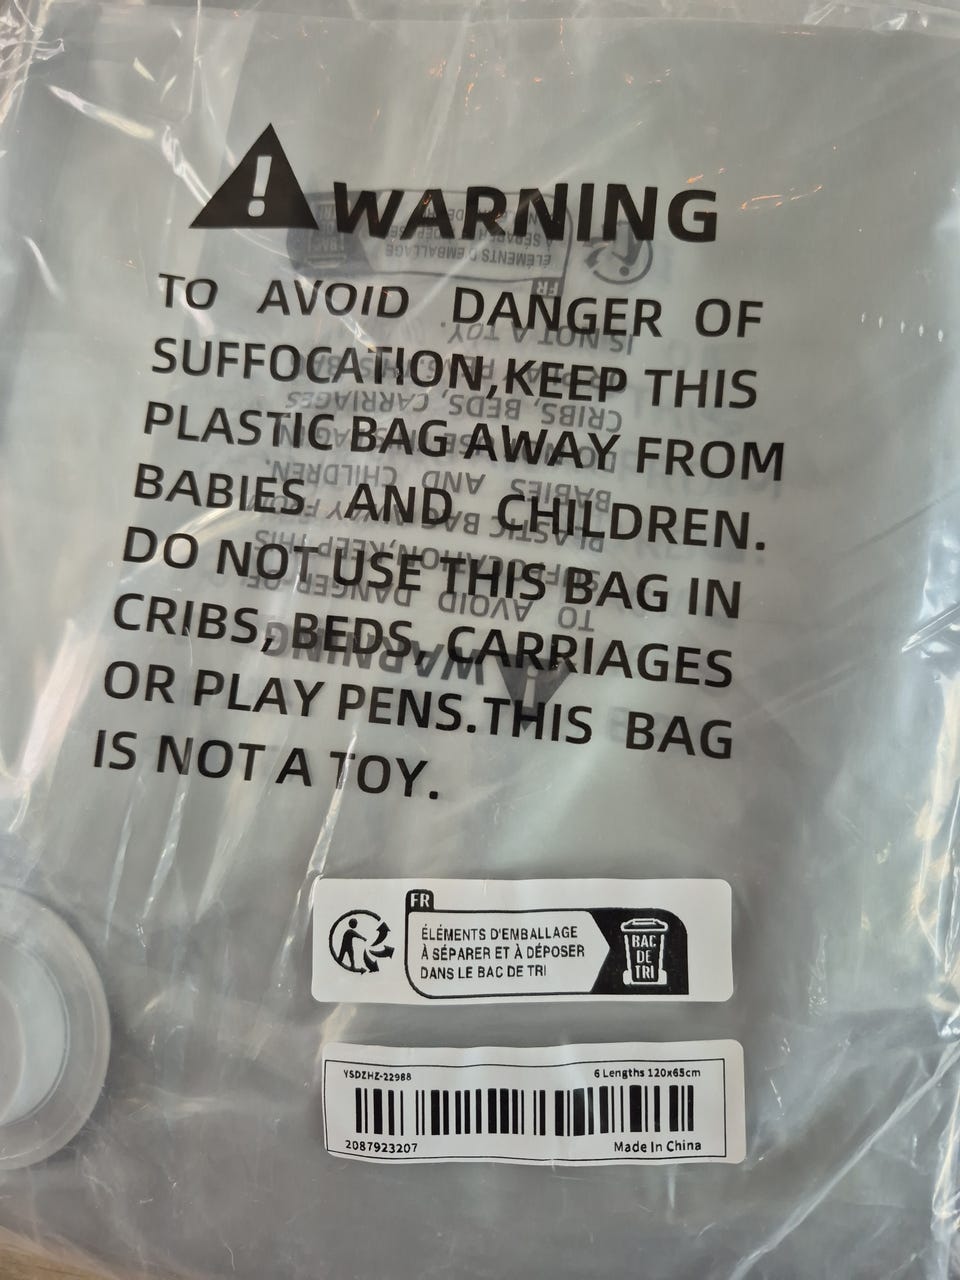 WARNING
TO AVOID DANGER OF
SUFFOCATION,KEEP THIS
PLASTIC BAG AWAY FROM
BABIES AND CHILDREN.
DO NOT USE THIS BAG IN
CRIBS, BEDS, CARRIAGES
OR PLAY PENS.THIS BAG
IS NOT A TOY.
FR
ÉLÉMENTS D'EMBALLAGE
À SÉPARER ET À DÉPOSER
DANS LE BAC DE TRI
BAC
DE
TRI
YSDZHZ-22988 6 Lengths 120x65cm
2087923207 Made In China